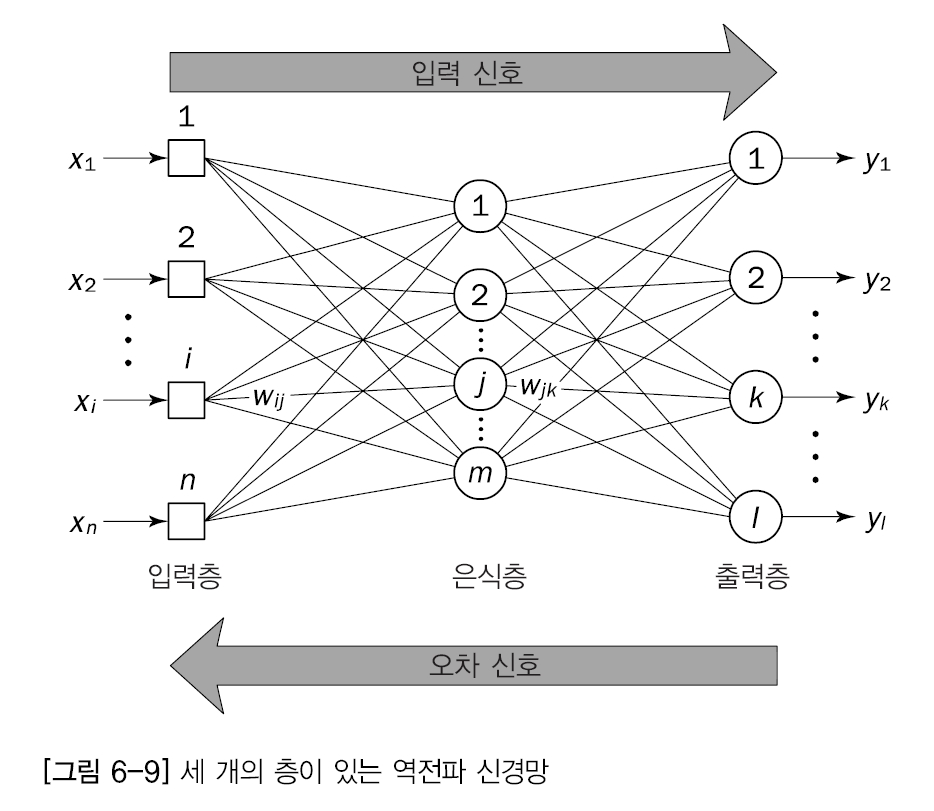 입력 신호
1
x1
1
y1
1
2
x2
2
2
y2
i
xi
j
wij
wjk
k
yk
n
m
xn
l
yl
입력층
은식층
출력층
오차 신호
[그림 6-9] 세 개의 층이 있는 역전파 신경망